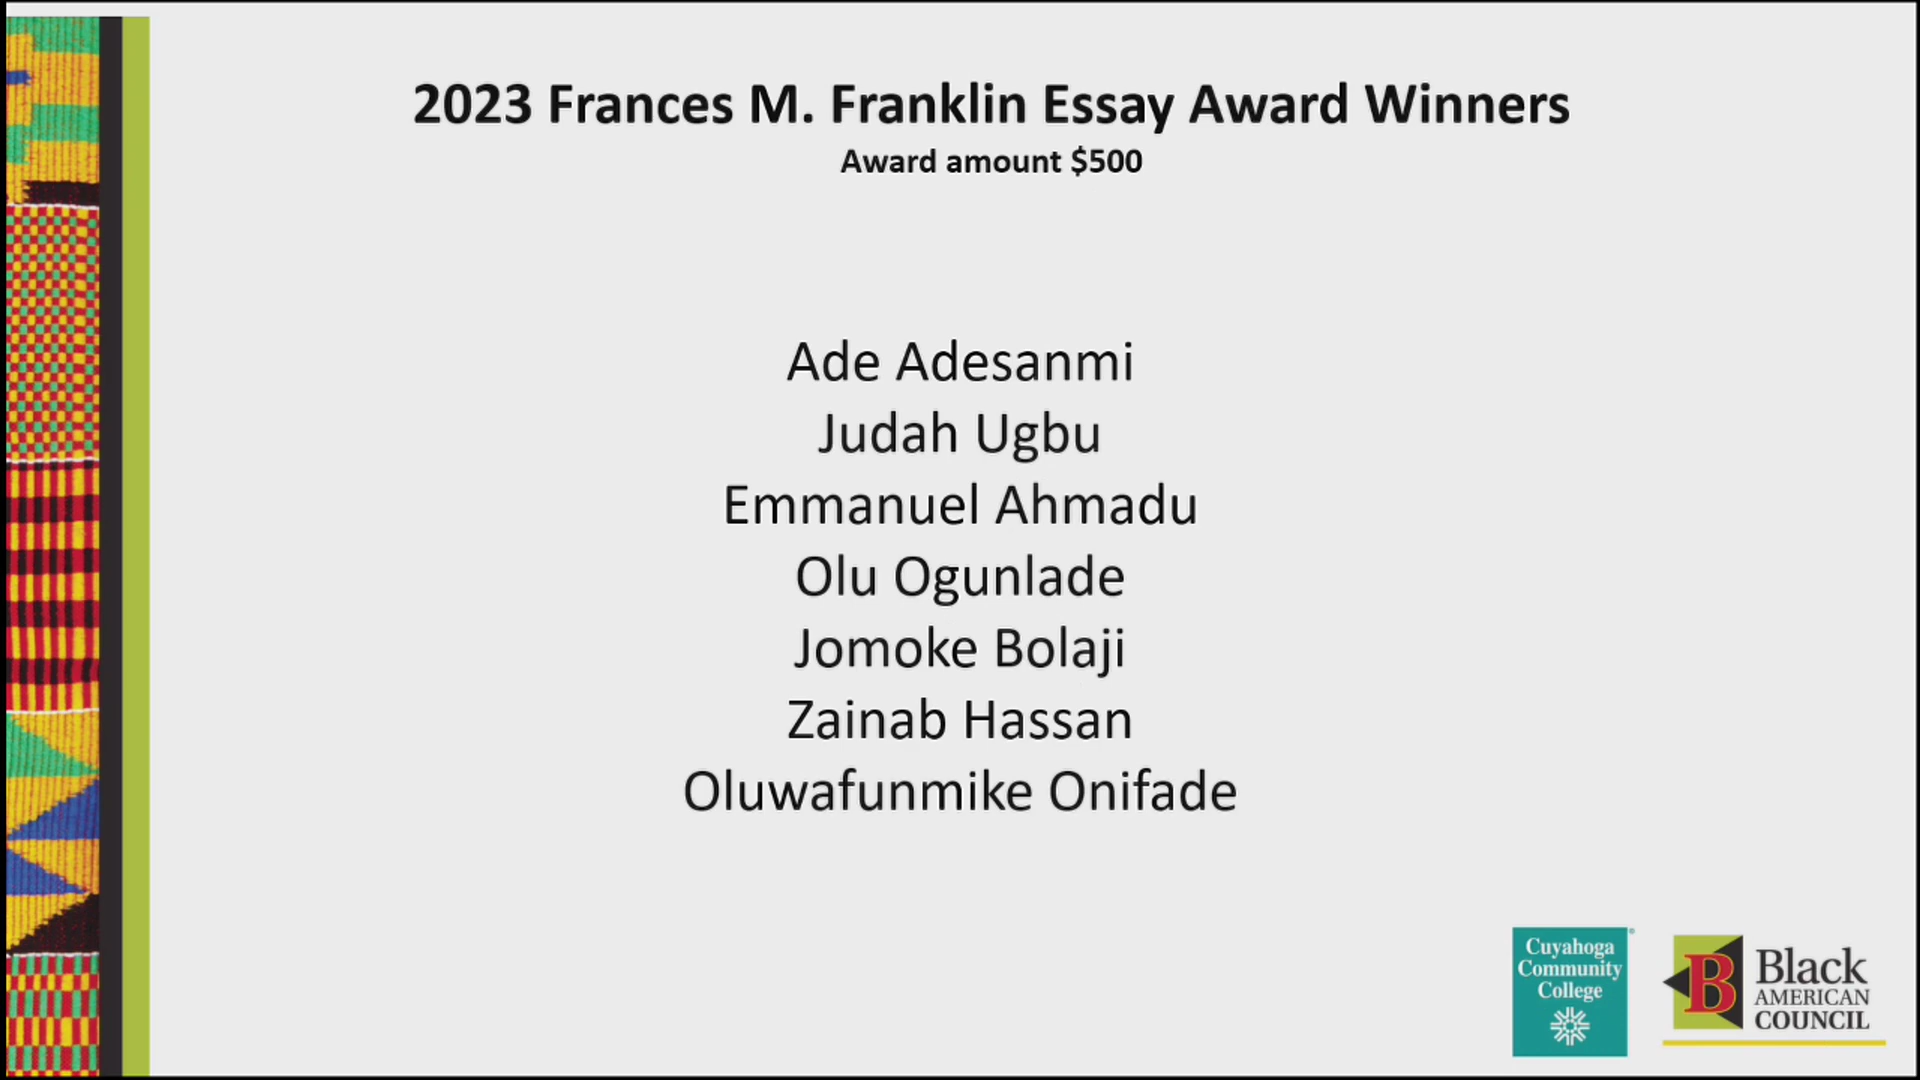 2023 Frances M. Franklin Essay Award Winners
Award amount $500
Ade Adesanmi
Judah Ugbu
Emmanuel Ahmadu
Olu Ogunlade
Jomoke Bolaji
Zainab Hassan
Oluwafunmike Onifade
Cuyahoga
Community
College
B
Black
AMERICAN
COUNCIL